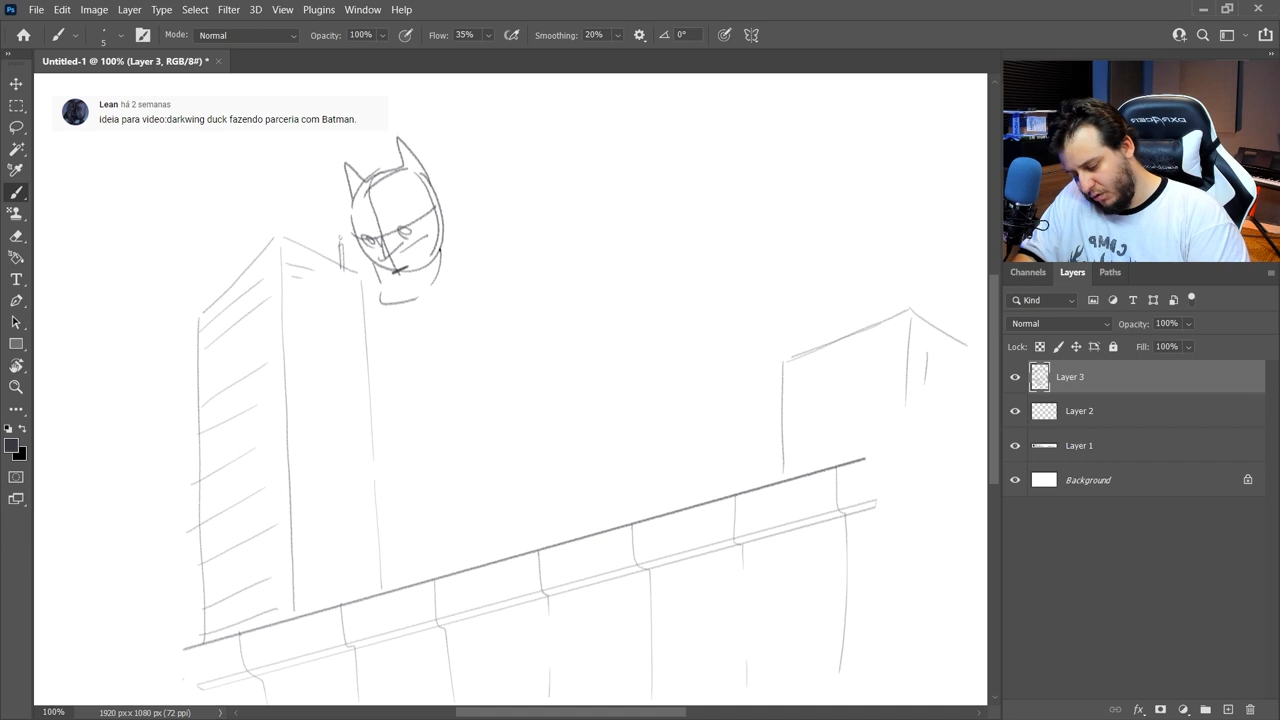 File Edit Image Layer Type Select Filter 3D View Plugins Window Help
5 Mode: Normal Opacity: 100% Flow: 35% Smoothing: 20% 0°
Untitled-1 @ 100% (Layer 3, RGB/8#) *
Lean há 2 semanas
ideia para video:darkwing duck fazendo parceria com Batman.
DXRACER
CAMP
Channels Layers Paths
Kind
Normal Opacity: 100%
Lock: Fill: 100%
Layer 3
Layer 2
Layer 1
Background
100% 1920 px x 1080 px (72 ppi)